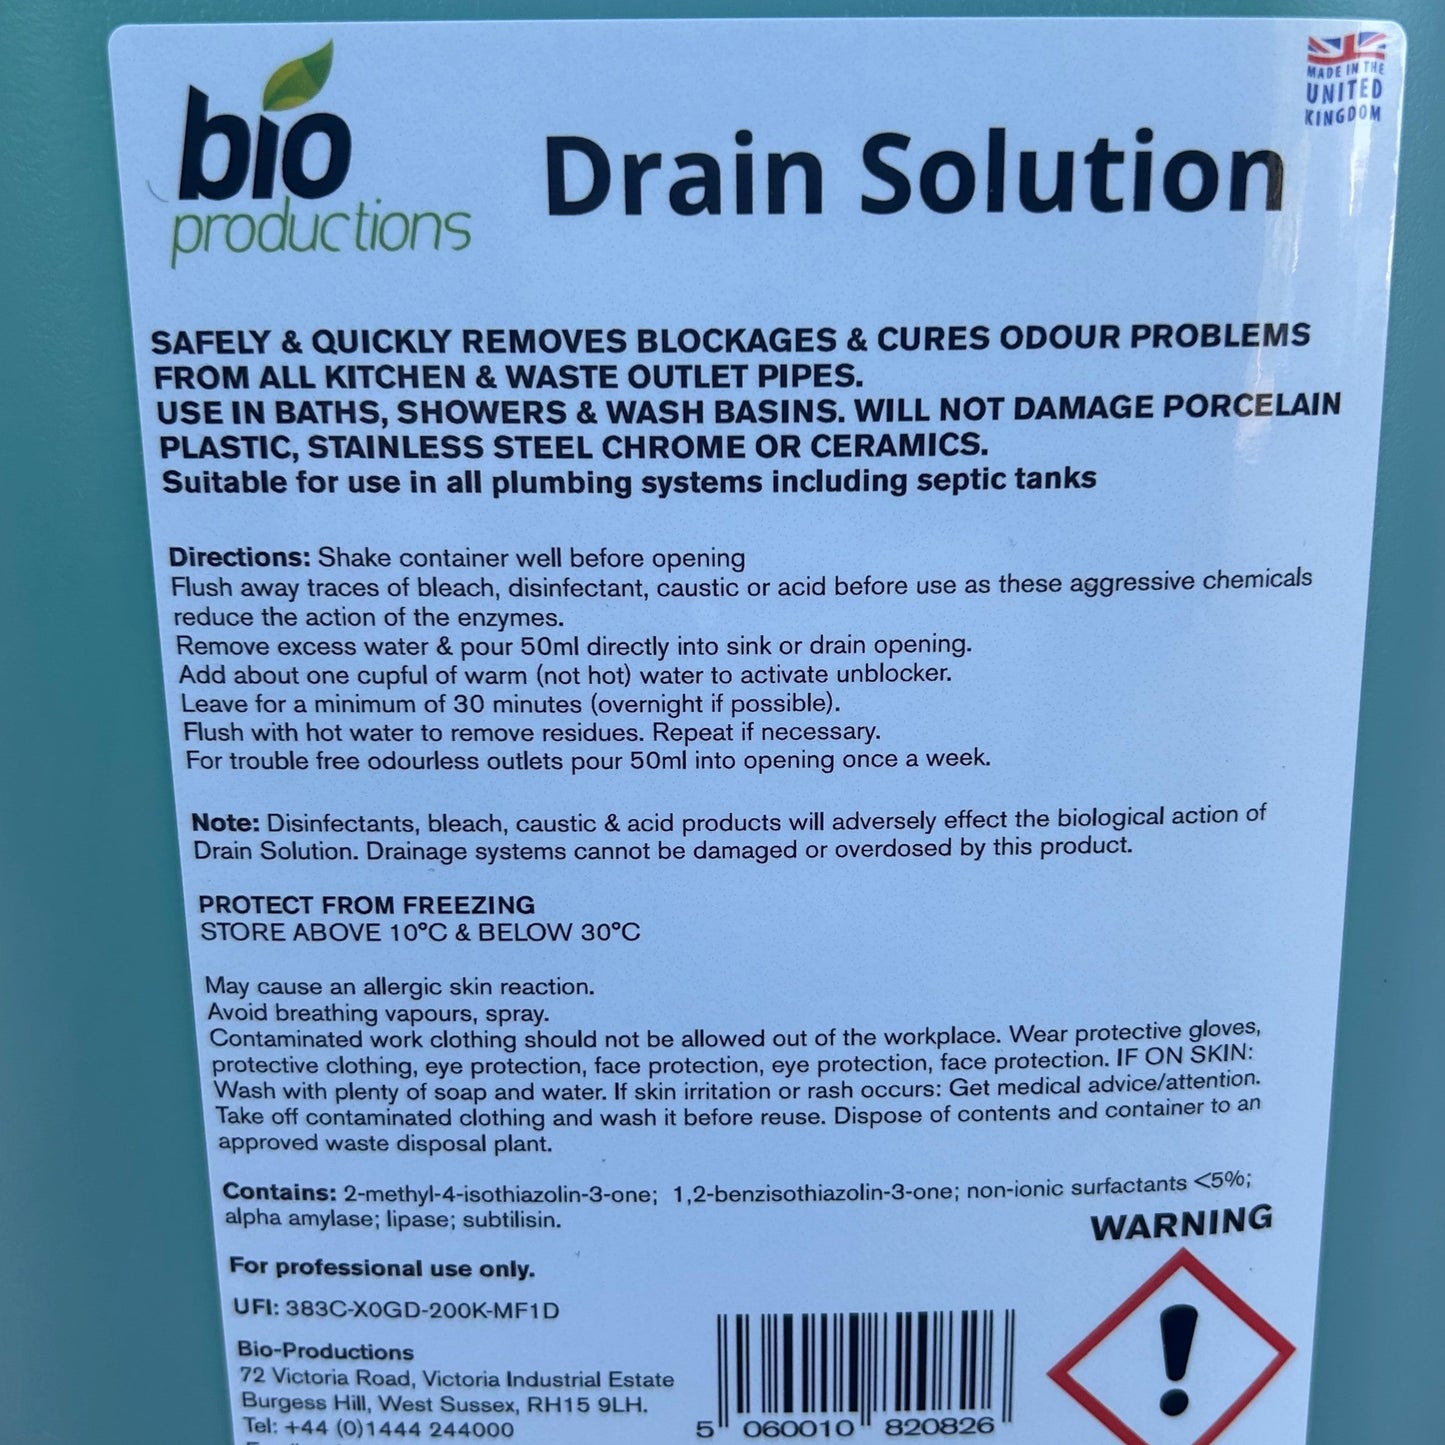 bio
productions
Drain Solution
MADE IN THE
UNITED
KINGDOM
SAFELY & QUICKLY REMOVES BLOCKAGES & CURES ODOUR PROBLEMS
FROM ALL KITCHEN & WASTE OUTLET PIPES.
USE IN BATHS, SHOWERS & WASH BASINS. WILL NOT DAMAGE PORCELAIN
PLASTIC, STAINLESS STEEL CHROME OR CERAMICS.
Suitable for use in all plumbing systems including septic tanks
Directions: Shake container well before opening
Flush away traces of bleach, disinfectant, caustic or acid before use as these aggressive chemicals
reduce the action of the enzymes.
Remove excess water & pour 50ml directly into sink or drain opening.
Add about one cupful of warm (not hot) water to activate unblocker.
Leave for a minimum of 30 minutes (overnight if possible).
Flush with hot water to remove residues. Repeat if necessary.
For trouble free odourless outlets pour 50ml into opening once a week.
Note: Disinfectants, bleach, caustic & acid products will adversely effect the biological action of
Drain Solution. Drainage systems cannot be damaged or overdosed by this product.
PROTECT FROM FREEZING
STORE ABOVE 10°C & BELOW 30°C
May cause an allergic skin reaction.
Avoid breathing vapours, spray.
Contaminated work clothing should not be allowed out of the workplace. Wear protective gloves,
protective clothing, eye protection, face protection, eye protection, face protection. IF ON SKIN:
Wash with plenty of soap and water. If skin irritation or rash occurs: Get medical advice/attention.
Take off contaminated clothing and wash it before reuse. Dispose of contents and container to an
approved waste disposal plant.
Contains: 2-methyl-4-isothiazolin-3-one; 1,2-benzisothiazolin-3-one; non-ionic surfactants <5%;
alpha amylase; lipase; subtilisin.
WARNING
For professional use only.
UFI: 383C-X0GD-200K-MF1D
Bio-Productions
72 Victoria Road, Victoria Industrial Estate
Burgess Hill, West Sussex, RH15 9LH.
Tel: +44 (0)1444 244000
5 060010 820826